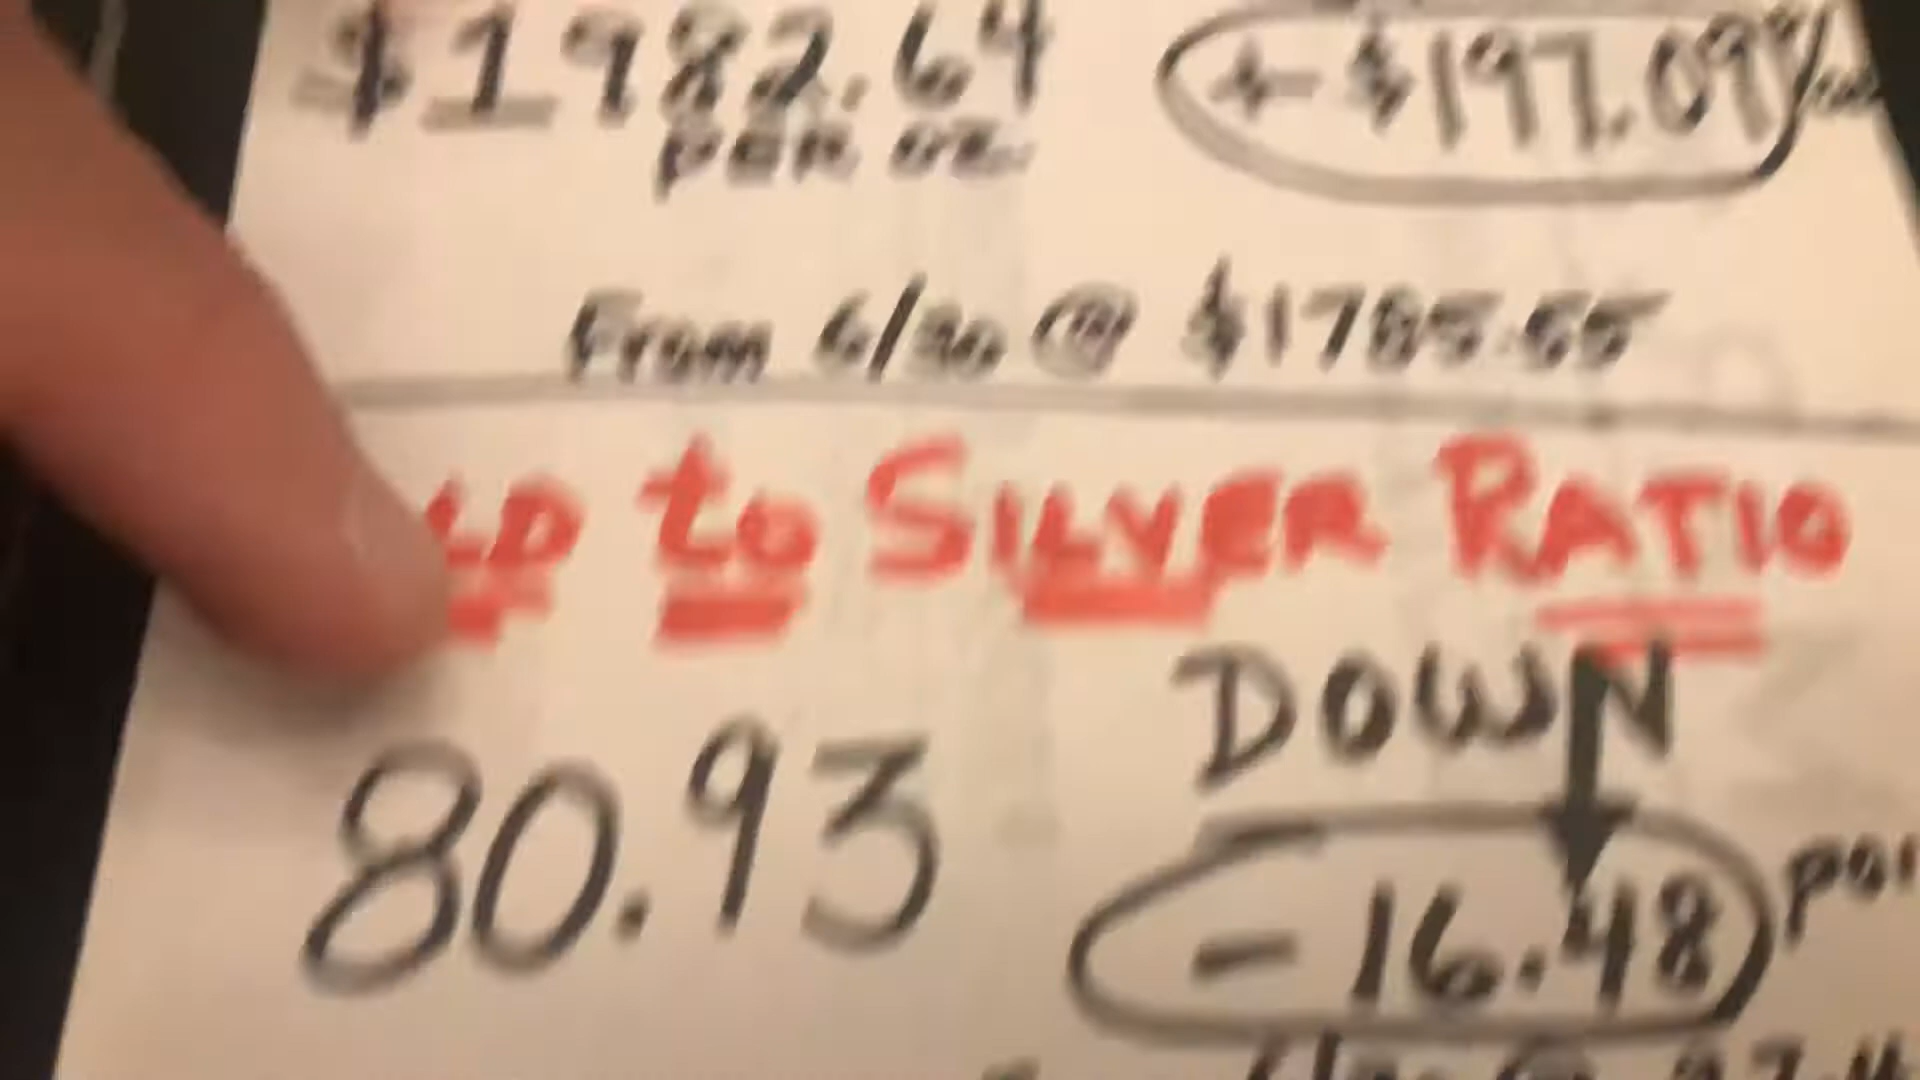 $1982.64 + $197.09
per oz.
From 6/30 @ $1785.55
LD to SILVER RATIO
DOWN
80.93 - 16.48